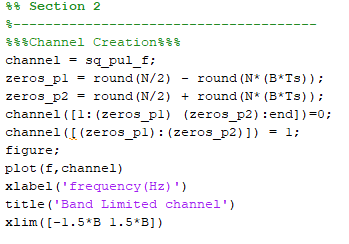 %% Section 2
%-----------------------------------
%%%Channel Creation%%%
channel = sq_pul_f;
zeros_p1 = round(N/2) - round(N*(B*Ts));
zeros_p2 = round(N/2) + round(N*(B*Ts));
channel([1:(zeros_p1) (zeros_p2):end])=0;
channel([(zeros_p1):(zeros_p2)]) = 1;
figure;
plot(f,channel)
xlabel('frequency(Hz)')
title('Band Limited channel')
xlim([-1.5*B 1.5*B])